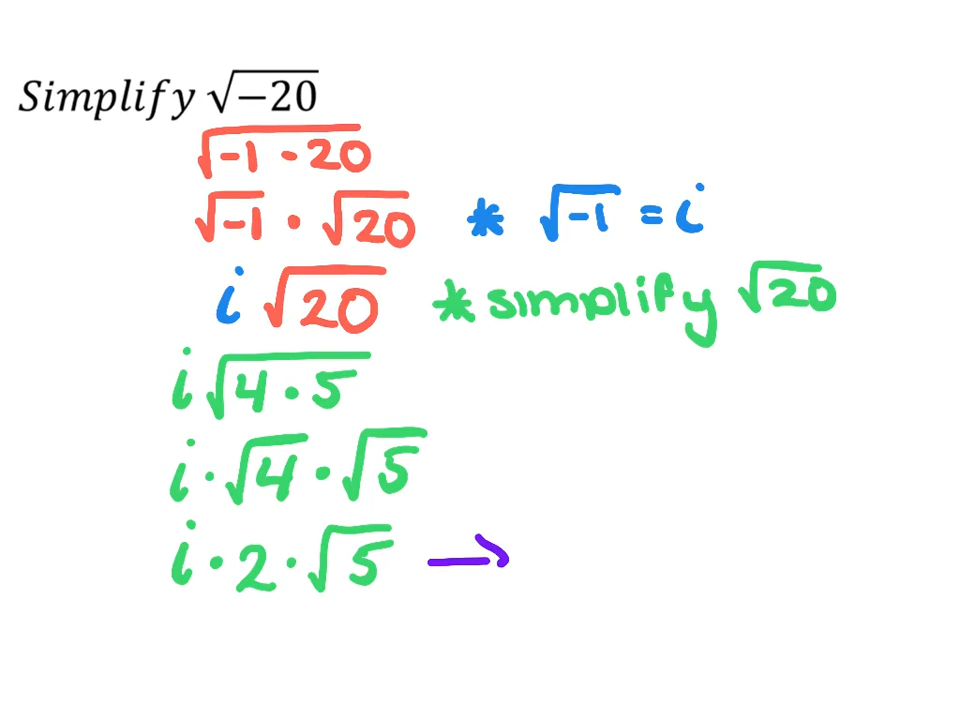 Simplify √−20
√-1 · 20
√-1 · √20 * √-1 = i
i √20 * simplify √20
i √4 · 5
i · √4 · √5
i · 2 · √5 →